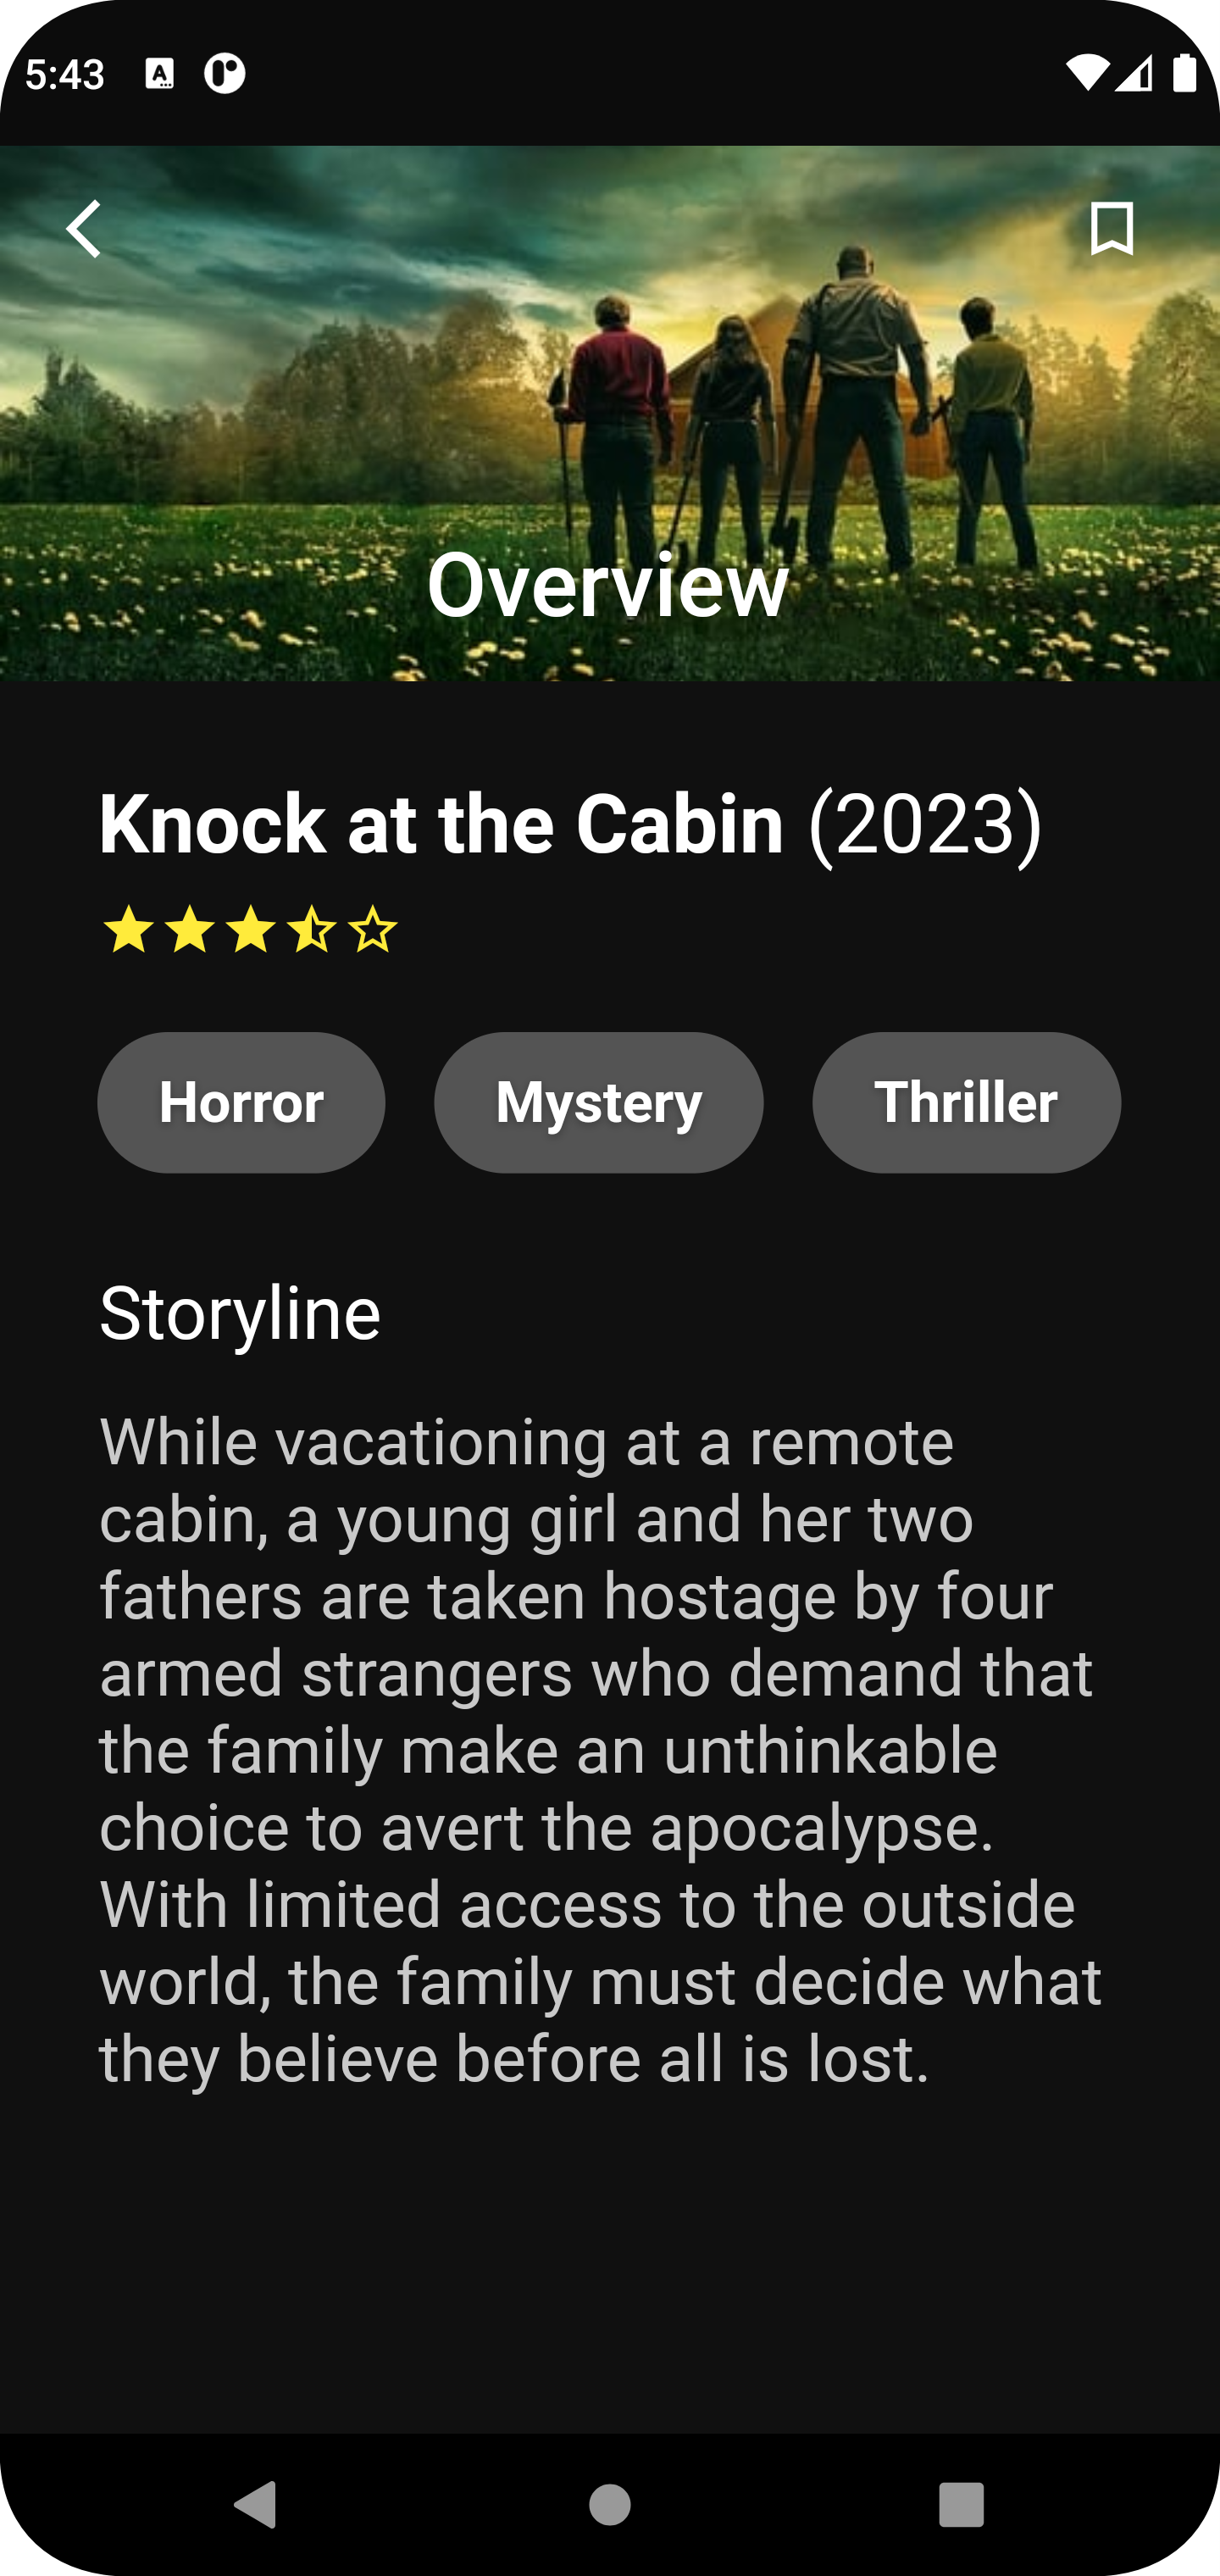 5:43
A
Overview
Knock at the Cabin (2023)
Horror Mystery Thriller
Storyline
While vacationing at a remote
cabin, a young girl and her two
fathers are taken hostage by four
armed strangers who demand that
the family make an unthinkable
choice to avert the apocalypse.
With limited access to the outside
world, the family must decide what
they believe before all is lost.